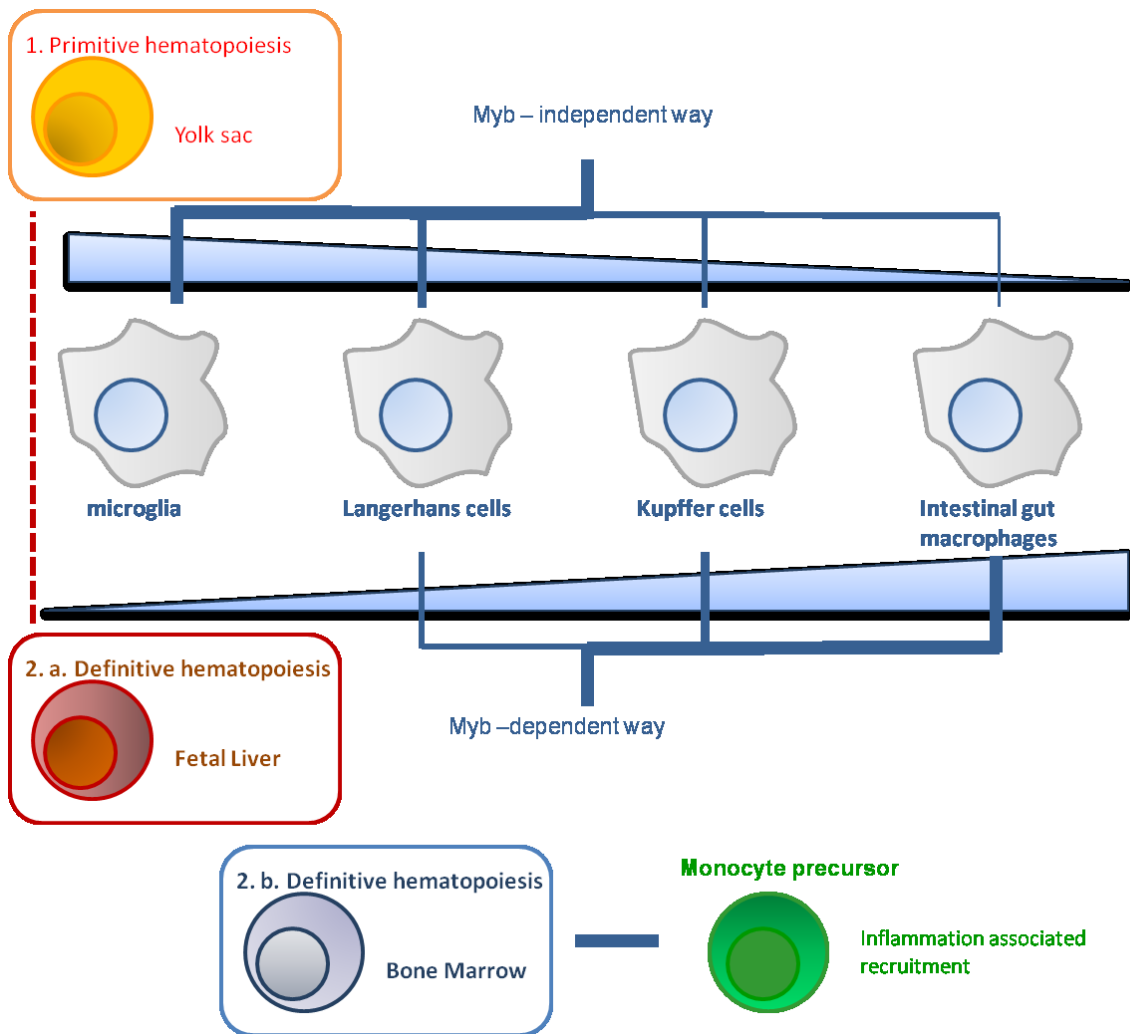 1. Primitive hematopoiesis
Yolk sac
Myb – independent way
microglia
Langerhans cells
Kupffer cells
Intestinal gut
macrophages
2. a. Definitive hematopoiesis
Fetal Liver
Myb –dependent way
2. b. Definitive hematopoiesis
Bone Marrow
Monocyte precursor
Inflammation associated
recruitment